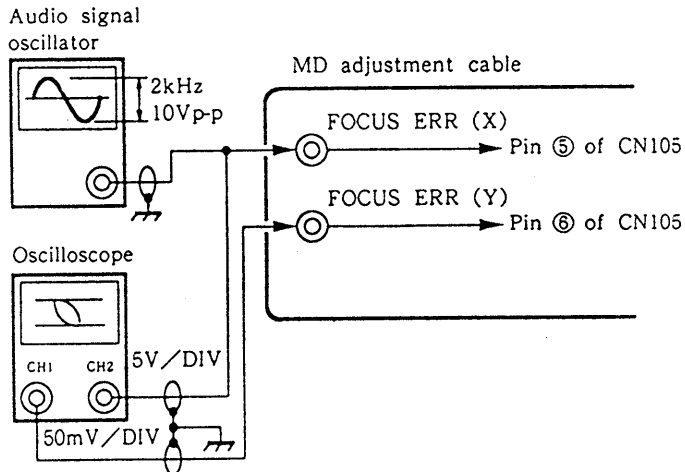 Audio signal
oscillator
2kHz
10Vp-p
MD adjustment cable
FOCUS ERR (X)
Pin ⑤ of CN105
FOCUS ERR (Y)
Pin ⑥ of CN105
Oscilloscope
CH1 CH2
5V/DIV
50mV/DIV